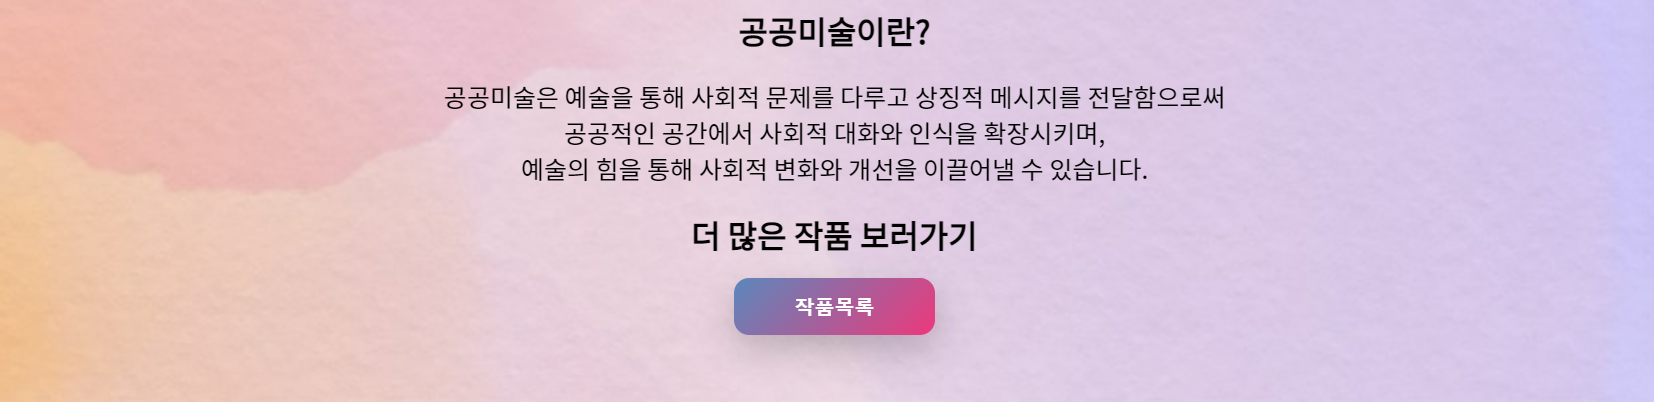 공공미술이란?
공공미술은 예술을 통해 사회적 문제를 다루고 상징적 메시지를 전달함으로써
공공적인 공간에서 사회적 대화와 인식을 확장시키며,
예술의 힘을 통해 사회적 변화와 개선을 이끌어낼 수 있습니다.
더 많은 작품 보러가기
작품목록